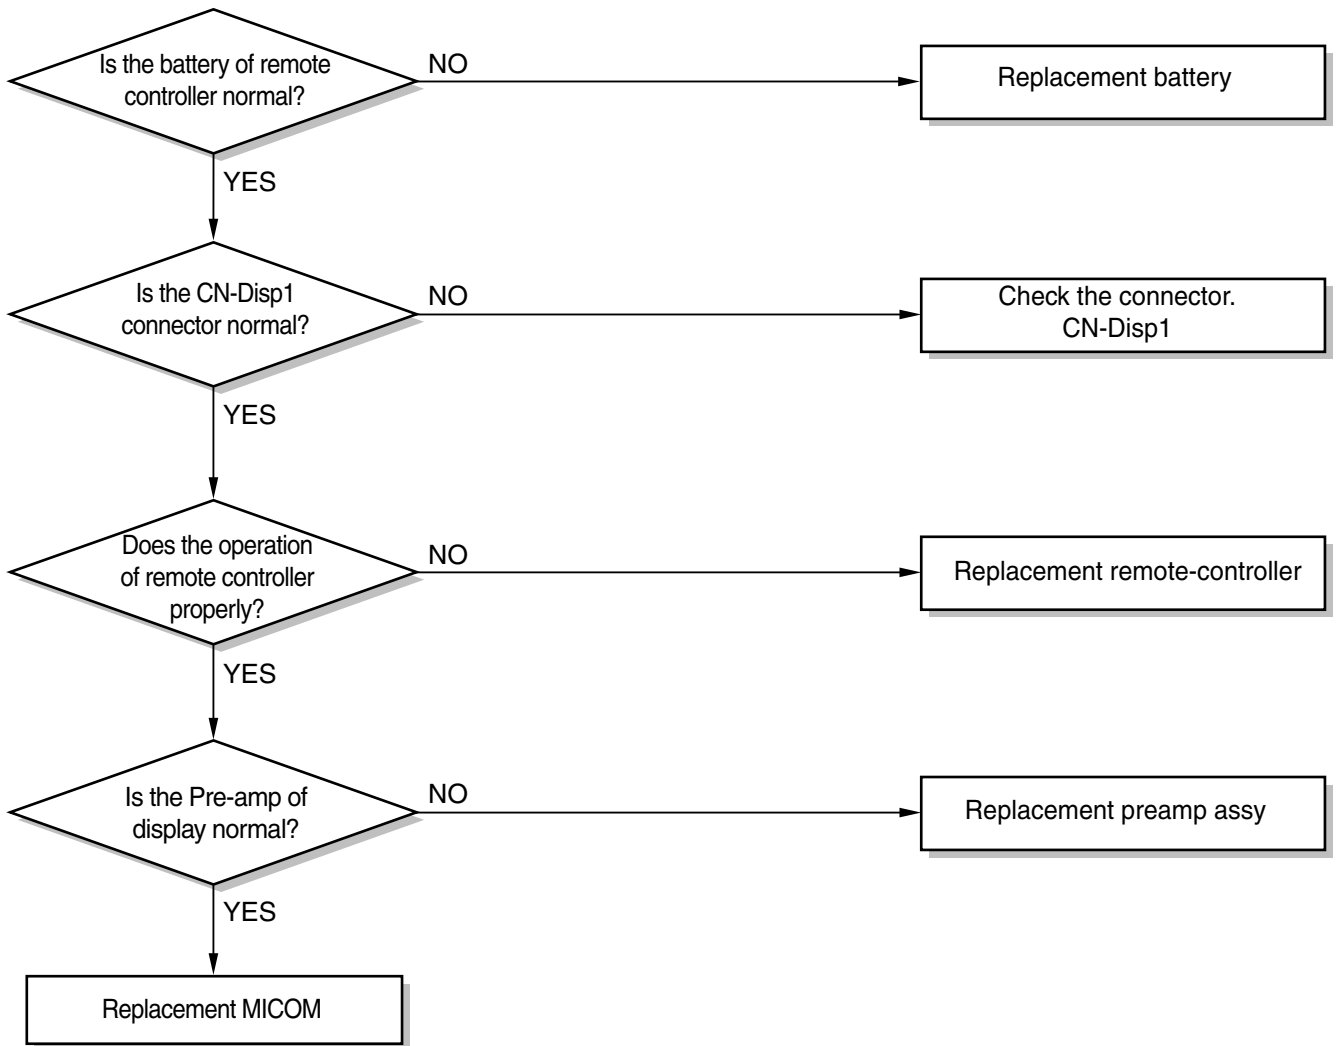 Is the battery of remote
controller normal?
NO
Replacement battery
YES
Is the CN-Disp1
connector normal?
NO
Check the connector.
CN-Disp1
YES
Does the operation
of remote controller
properly?
NO
Replacement remote-controller
YES
Is the Pre-amp of
display normal?
NO
Replacement preamp assy
YES
Replacement MICOM